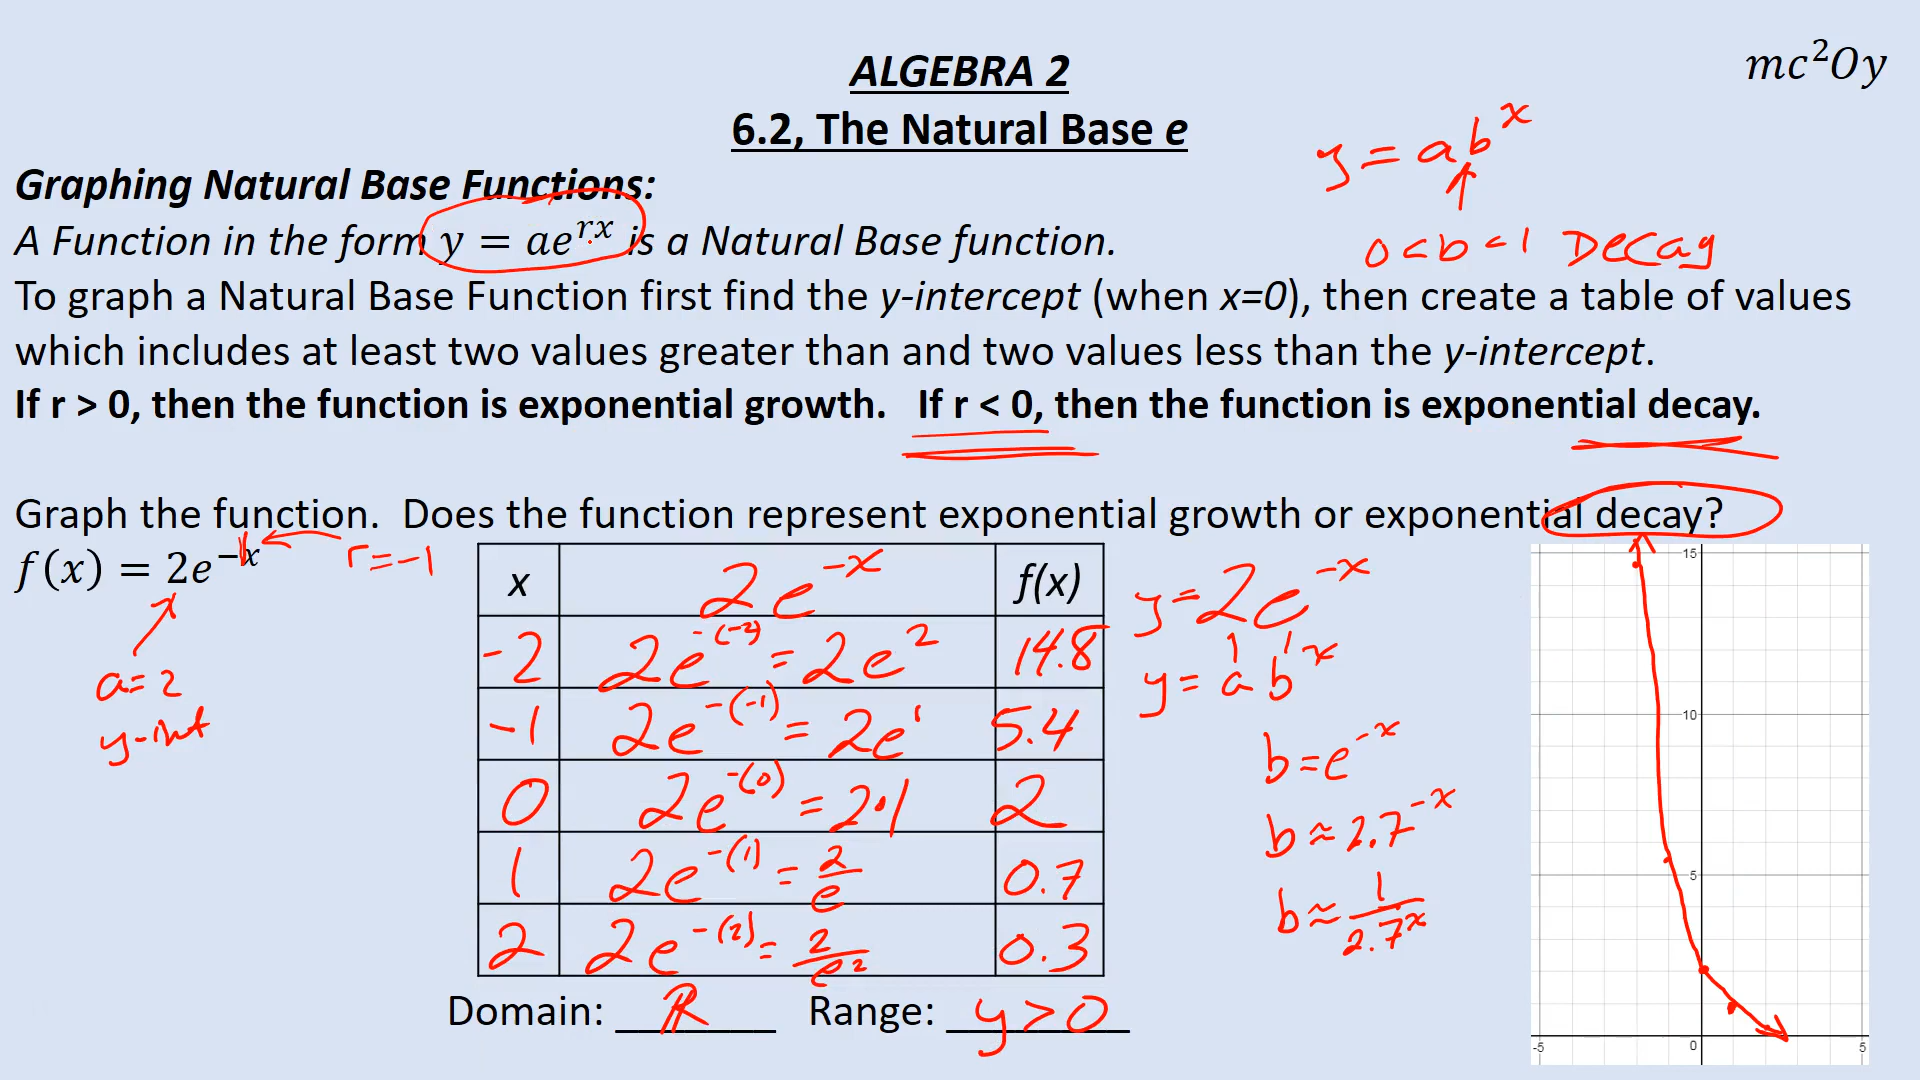 ALGEBRA 2
mc²Oy
6.2, The Natural Base e
y = ab^x
Graphing Natural Base Functions:
A Function in the form y = ae^{rx} is a Natural Base function.
0 < b < 1 Decay
To graph a Natural Base Function first find the y-intercept (when x=0), then create a table of values
which includes at least two values greater than and two values less than the y-intercept.
If r > 0, then the function is exponential growth. If r < 0, then the function is exponential decay.
Graph the function. Does the function represent exponential growth or exponential decay?
f(x) = 2e^{-x}
r = -1
a = 2
y-int
x 2e^{-x} f(x)
-2 2e^{-(-2)} = 2e² 14.8
-1 2e^{-(-1)} = 2e¹ 5.4
0 2e^{-(0)} = 2·1 2
1 2e^{-(1)} = 2/e 0.7
2 2e^{-(2)} = 2/e² 0.3
Domain: R Range: y > 0
y = 2e^{-x}
y = ab^x
b = e^{-x}
b ≈ 2.7^{-x}
b ≈ 1/2.7^x
15
10
5
-5 0 5